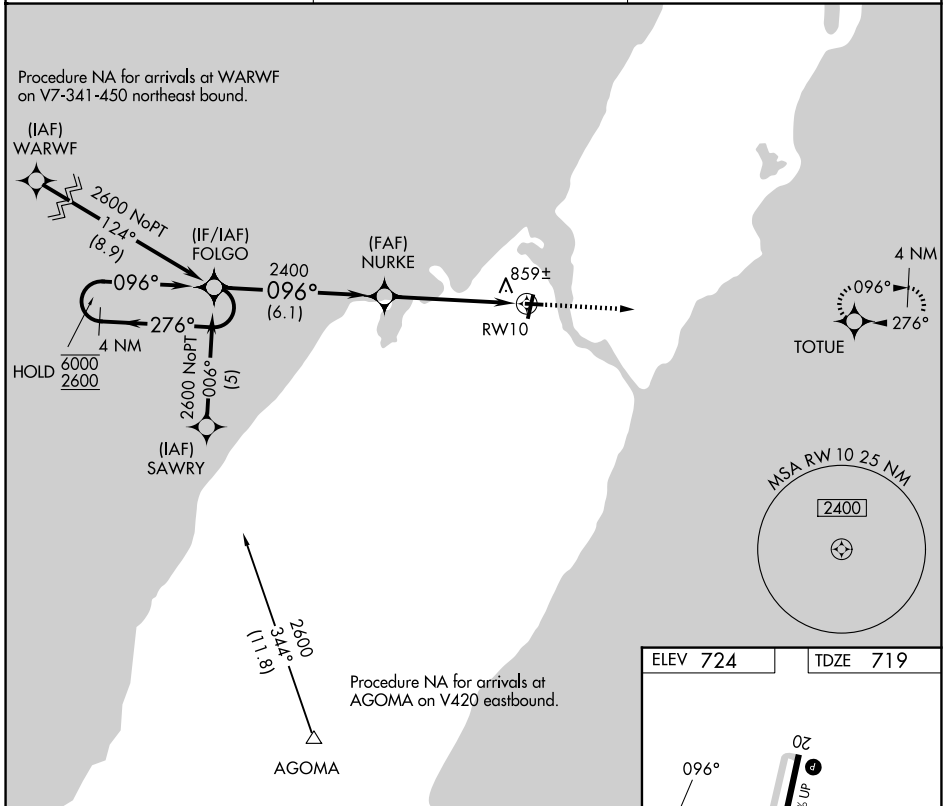 Procedure NA for arrivals at WARWF
on V7-341-450 northeast bound.
(IAF)
WARWF
2600 NoPT
124°
(8.9)
(IF/IAF)
FOLGO
096°
276°
4 NM
HOLD
6000
2600
2400
096°
(6.1)
(FAF)
NURKE
859±
RW10
4 NM
096°
276°
TOTUE
2600 NoPT
006°
(5)
(IAF)
SAWRY
MSA RW 10 25 NM
2400
2600
344°
(11.8)
Procedure NA for arrivals at
AGOMA on V420 eastbound.
AGOMA
ELEV 724
TDZE 719
096°
20
P
% UP